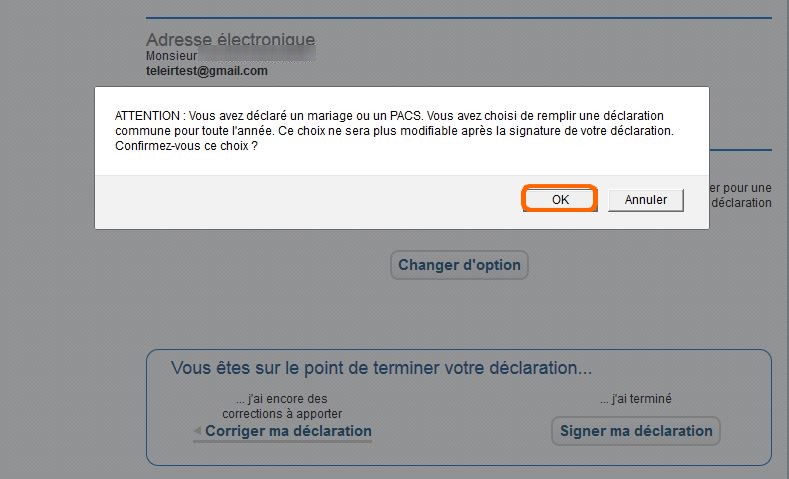 Adresse électronique
Monsieur
teleirtest@gmail.com
ATTENTION : Vous avez déclaré un mariage ou un PACS. Vous avez choisi de remplir une déclaration
commune pour toute l'année. Ce choix ne sera plus modifiable après la signature de votre déclaration.
Confirmez-vous ce choix ?
OK Annuler
er pour une
déclaration
Changer d'option
Vous êtes sur le point de terminer votre déclaration...
... j'ai encore des
corrections à apporter
Corriger ma déclaration
... j'ai terminé
Signer ma déclaration